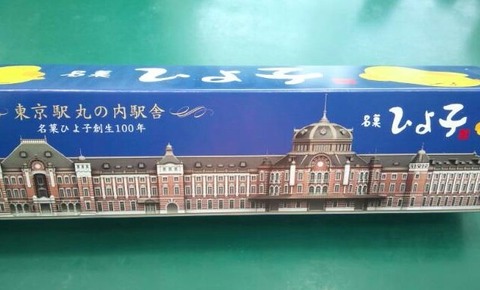 名菓 ひよ子
東京駅丸の内駅舎
名菓ひよ子創生100年
名菓 ひよ子